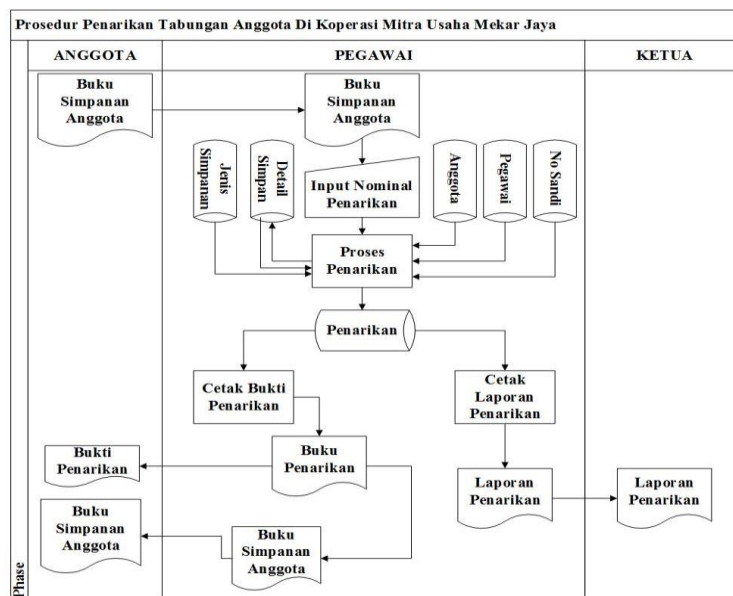 Prosedur Penarikan Tabungan Anggota Di Koperasi Mitra Usaha Mekar Jaya
ANGGOTA
PEGAWAI
KETUA
Buku
Simpanan
Anggota
Buku
Simpanan
Anggota
Jenis
Simpanan
Detail
Simpan
Input Nominal
Penarikan
Anggota
Pegawai
No Sandi
Proses
Penarikan
Penarikan
Cetak Bukti
Penarikan
Cetak
Laporan
Penarikan
Bukti
Penarikan
Buku
Penarikan
Laporan
Penarikan
Laporan
Penarikan
Buku
Simpanan
Anggota
Buku
Simpanan
Anggota
Phase